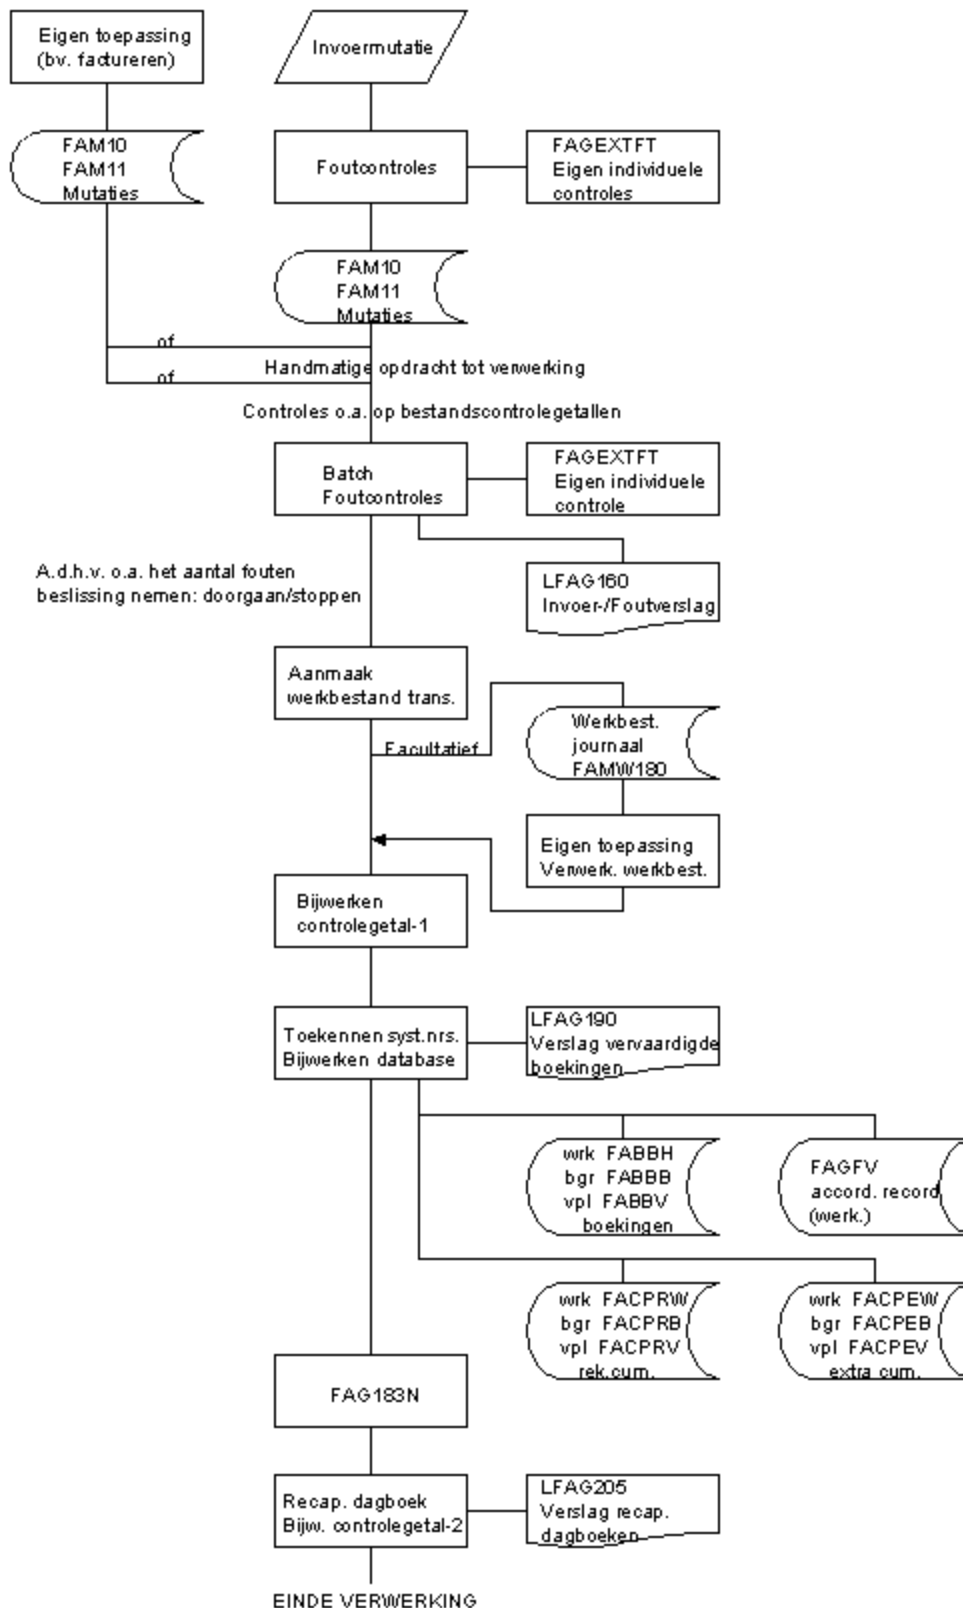 Eigen toepassing
(bv. factureren)
Invoermutatie
FAM10
FAM11
Mutaties
Foutcontroles
FAGEXTFT
Eigen individuele
controles
FAM10
FAM11
Mutaties
of
Handmatige opdracht tot verwerking
of
Controles o.a. op bestandscontrolegetallen
Batch
Foutcontroles
FAGEXTFT
Eigen individuele
controle
A.d.h.v. o.a. het aantal fouten
beslissing nemen: doorgaan/stoppen
LFAG160
Invoer-/Foutverslag
Aanmaak
werkbestand trans.
Facultatief
Werkbest.
journaal
FAMW180
Eigen toepassing
Verwerk. werkbest.
Bijwerken
controlegetal-1
Toekennen syst.nrs.
Bijwerken database
LFAG190
Verslag vervaardigde
boekingen
wrk FABBH
bgr FABBB
vpl FABBV
boekingen
FAGFV
accord. record
(werk.)
wrk FACPRW
bgr FACPRB
vpl FACPRV
rek.cum.
wrk FACPEW
bgr FACPEB
vpl FACPEV
extra cum.
FAG183N
Recap. dagboek
Bijw. controlegetal-2
LFAG205
Verslag recap.
dagboeken
EINDE VERWERKING